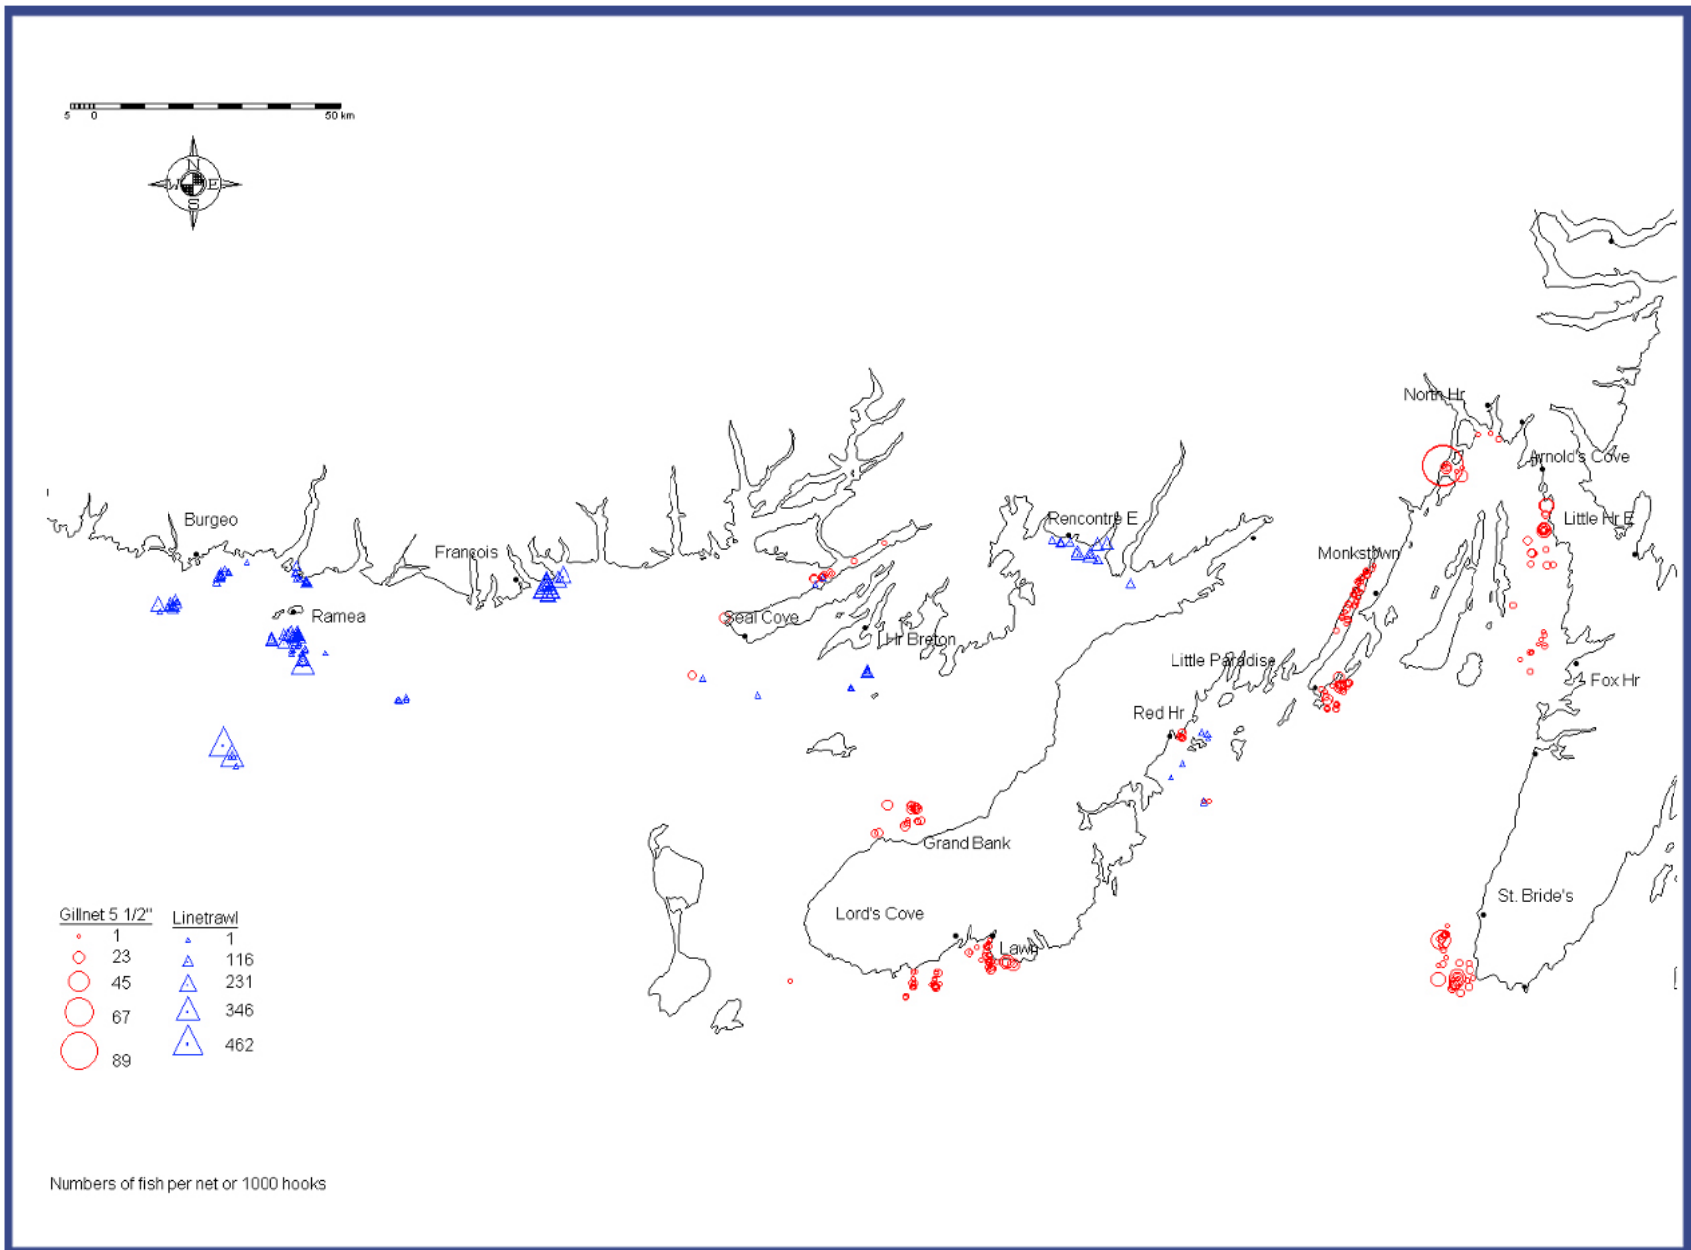 5 0 50 km
N
W E
S
North Hr
Arnold's Cove
Burgeo
Rencontre E
Little Hr E
Francois
Monkstown
Ramea
Seal Cove
Hr Breton
Little Paradise
Fox Hr
Red Hr
Grand Bank
St. Bride's
Lord's Cove
Lawn
Gillnet 5 1/2" Linetrawl
1 1
23 116
45 231
67 346
89 462
Numbers of fish per net or 1000 hooks